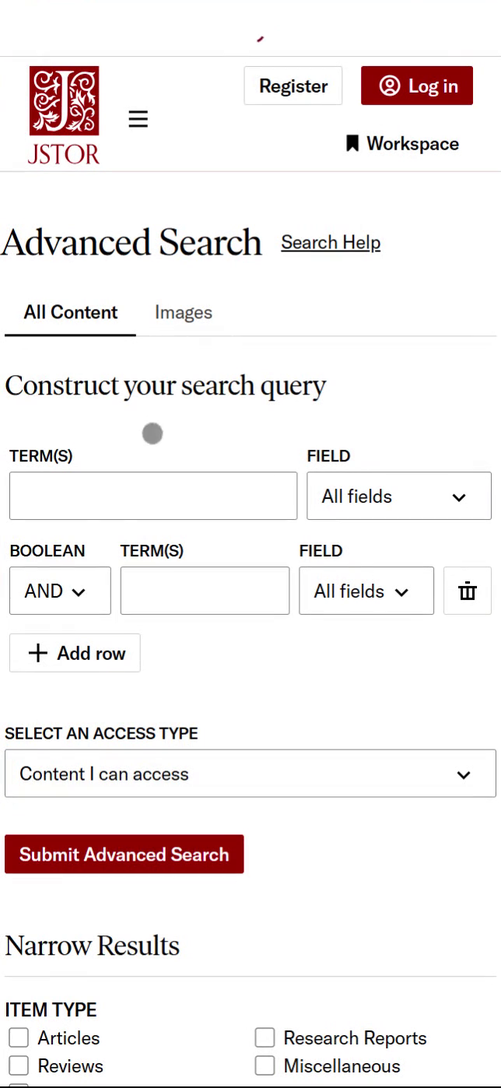 Register
Log in
JSTOR
Workspace
Advanced Search
Search Help
All Content
Images
Construct your search query
TERM(S)
FIELD
All fields
BOOLEAN
TERM(S)
FIELD
AND
All fields
Add row
SELECT AN ACCESS TYPE
Content I can access
Submit Advanced Search
Narrow Results
ITEM TYPE
Articles
Research Reports
Reviews
Miscellaneous